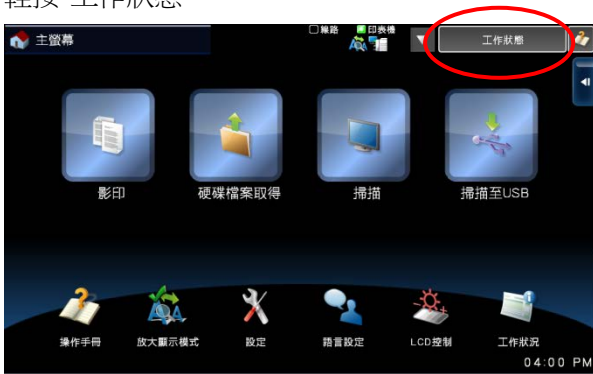 輕按"工作狀態"
主螢幕
線路
印表機
工作狀態
影印
硬碟檔案取得
掃描
掃描至USB
操作手冊
放大顯示模式
設定
語言設定
LCD控制
工作狀況
04:00 PM